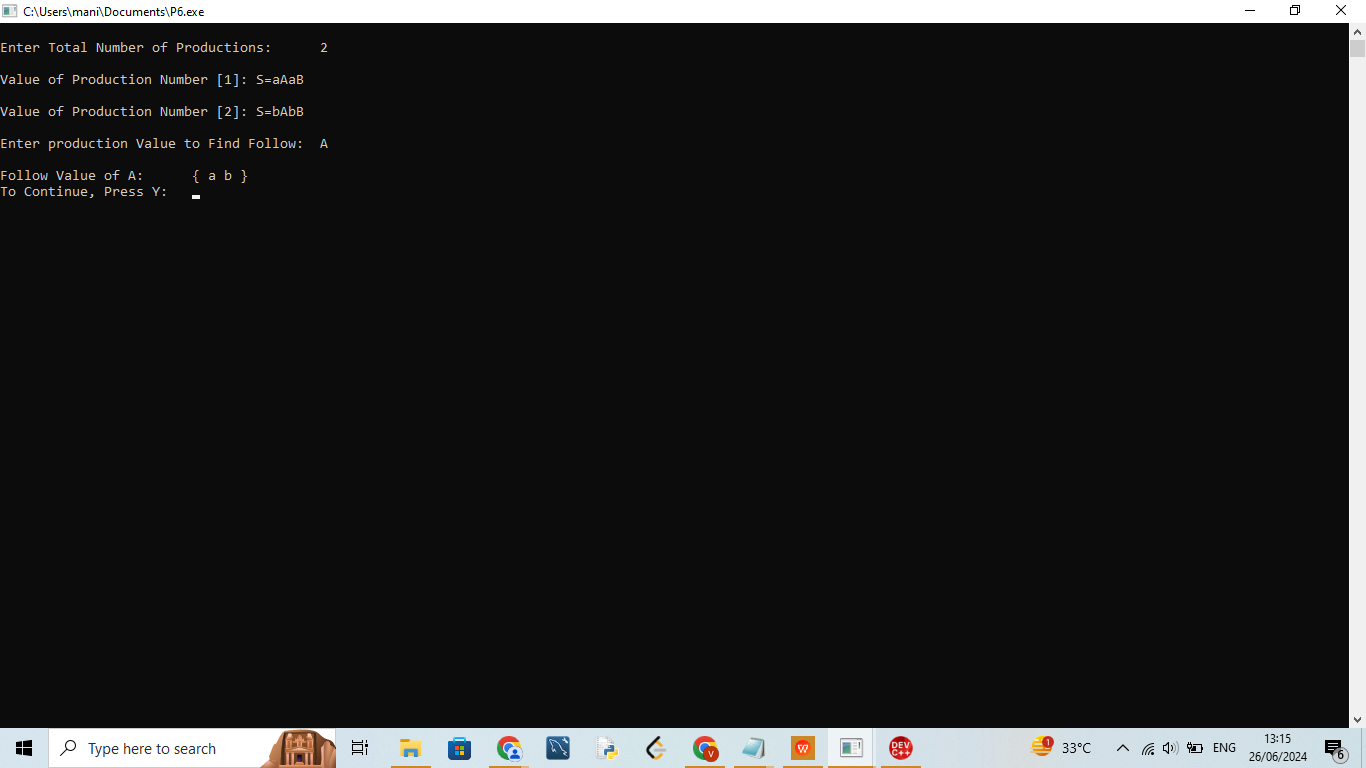 C:\Users\mani\Documents\P6.exe
Enter Total Number of Productions: 2
Value of Production Number [1]: S=aAaB
Value of Production Number [2]: S=bAbB
Enter production Value to Find Follow: A
Follow Value of A: { a b }
To Continue, Press Y:
Type here to search
V
W
DEV
C++
1
33°C
ENG
13:15
26/06/2024
6